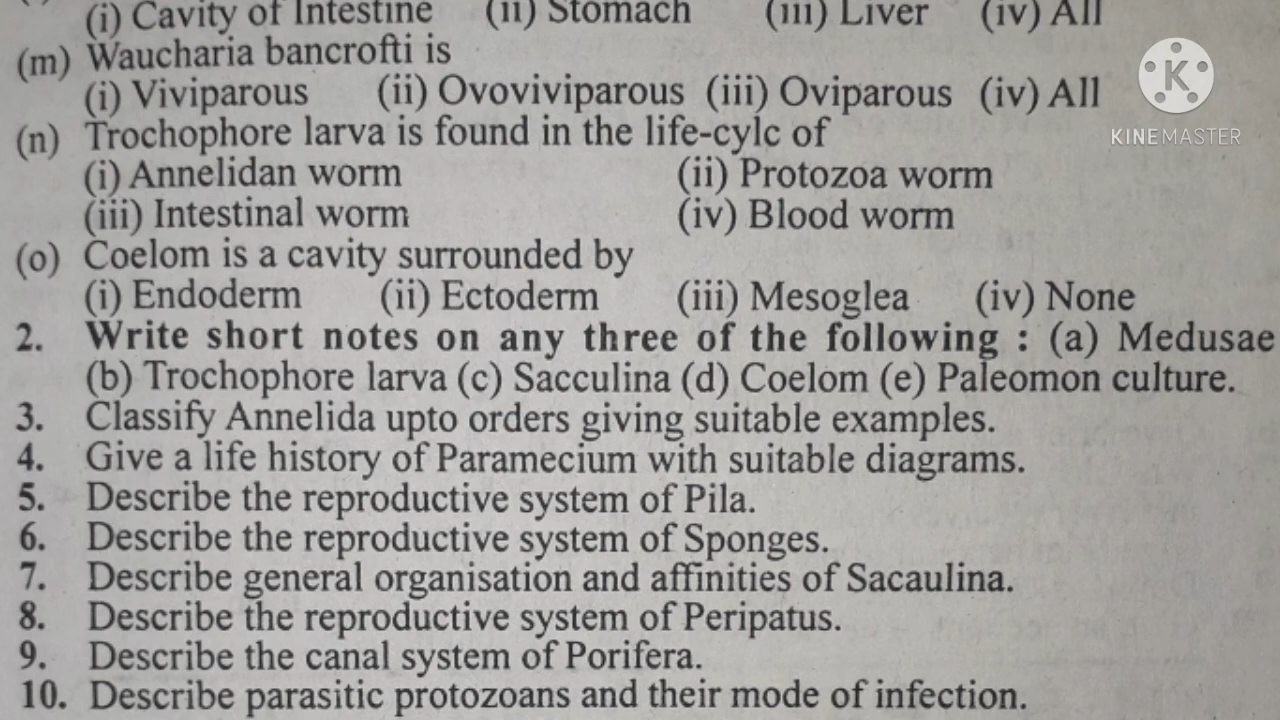 (i) Cavity of Intestine (ii) Stomach (iii) Liver (iv) All
(m) Waucharia bancrofti is
(i) Viviparous (ii) Ovoviviparous (iii) Oviparous (iv) All
KINEMASTER
(n) Trochophore larva is found in the life-cylc of
(i) Annelidan worm (ii) Protozoa worm
(iii) Intestinal worm (iv) Blood worm
(o) Coelom is a cavity surrounded by
(i) Endoderm (ii) Ectoderm (iii) Mesoglea (iv) None
2. Write short notes on any three of the following : (a) Medusae
(b) Trochophore larva (c) Sacculina (d) Coelom (e) Paleomon culture.
3. Classify Annelida upto orders giving suitable examples.
4. Give a life history of Paramecium with suitable diagrams.
5. Describe the reproductive system of Pila.
6. Describe the reproductive system of Sponges.
7. Describe general organisation and affinities of Sacaulina.
8. Describe the reproductive system of Peripatus.
9. Describe the canal system of Porifera.
10. Describe parasitic protozoans and their mode of infection.